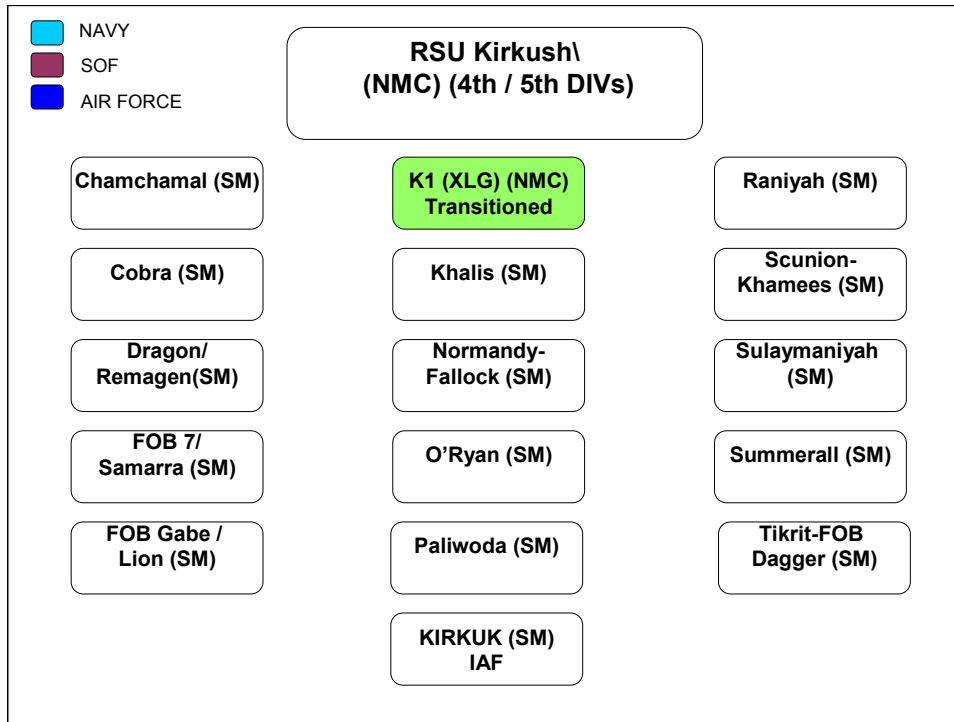 NAVY
SOF
AIR FORCE
RSU Kirkush\
(NMC) (4th / 5th DIVs)
Chamchamal (SM)
K1 (XLG) (NMC)
Transitioned
Raniyah (SM)
Cobra (SM)
Khalis (SM)
Scunion-
Khamees (SM)
Dragon/
Remagen(SM)
Normandy-
Fallock (SM)
Sulaymaniyah
(SM)
FOB 7/
Samarra (SM)
O’Ryan (SM)
Summerall (SM)
FOB Gabe /
Lion (SM)
Paliwoda (SM)
Tikrit-FOB
Dagger (SM)
KIRKUK (SM)
IAF